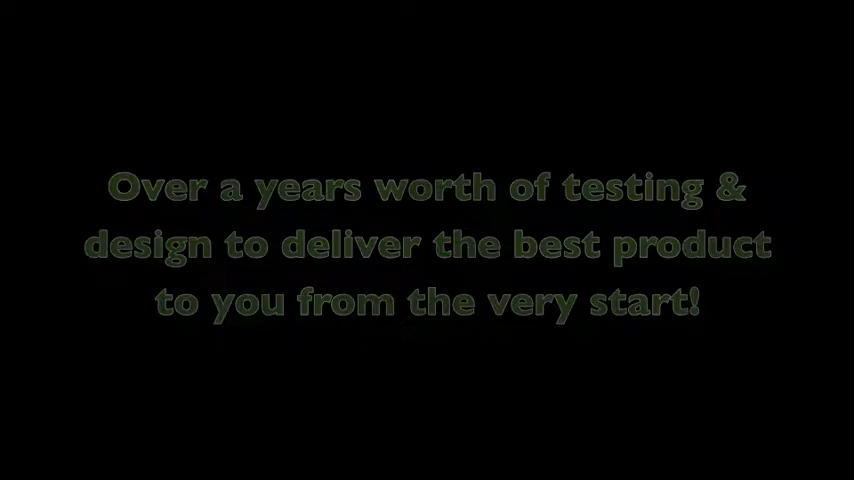 Over a years worth of testing &
design to deliver the best product
to you from the very start!